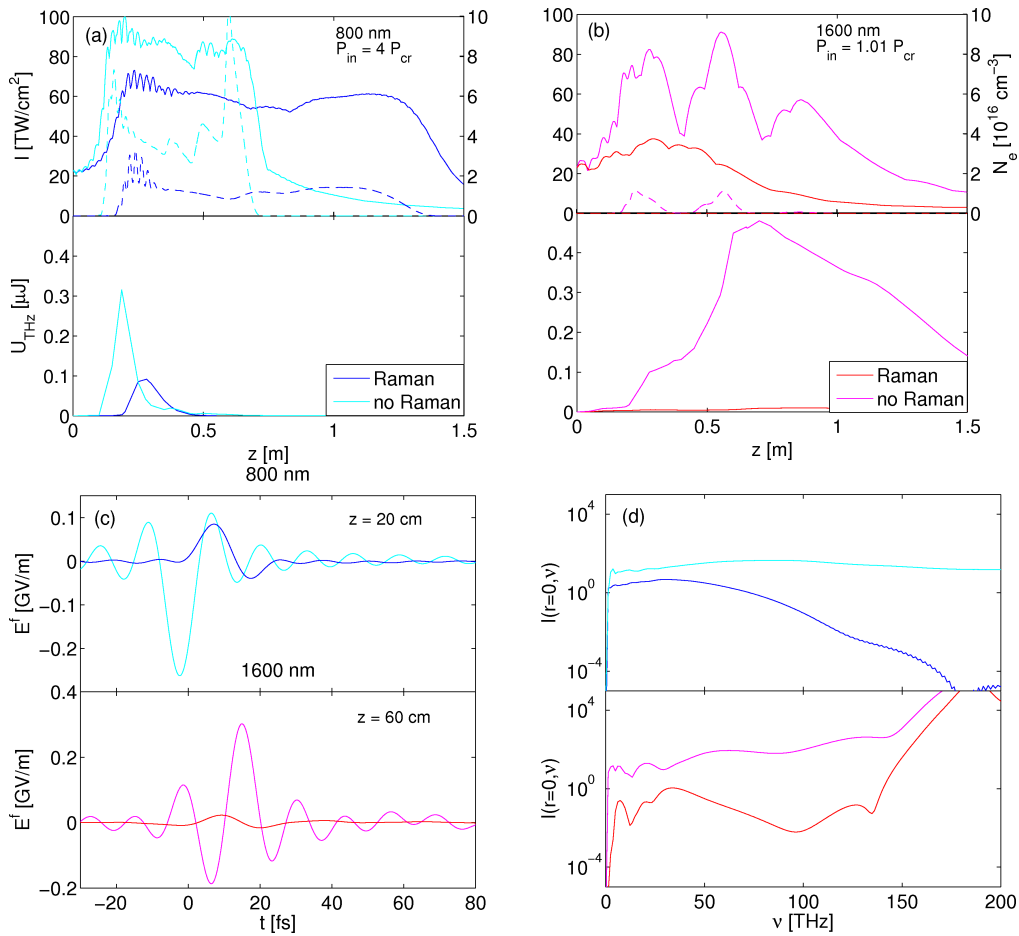 (a)
800 nm
P_in = 4 P_cr
I [TW/cm²]
100
80
60
40
20
0
10
8
6
4
2
0
U_THz [μJ]
0.4
0.3
0.2
0.1
0
Raman
no Raman
0 0.5 1 1.5
z [m]
(b)
1600 nm
P_in = 1.01 P_cr
100
80
60
40
20
0
10
8
6
4
2
0
N_e [10¹⁶ cm⁻³]
0.4
0.3
0.2
0.1
0
Raman
no Raman
0 0.5 1 1.5
z [m]
800 nm
(c)
z = 20 cm
E^f [GV/m]
0.1
0
−0.1
−0.2
1600 nm
z = 60 cm
E^f [GV/m]
0.4
0.2
0
−0.2
−20 0 20 40 60 80
t [fs]
(d)
I(r=0,ν)
10⁴
10⁰
10⁻⁴
I(r=0,ν)
10⁴
10⁰
10⁻⁴
0 50 100 150 200
ν [THz]